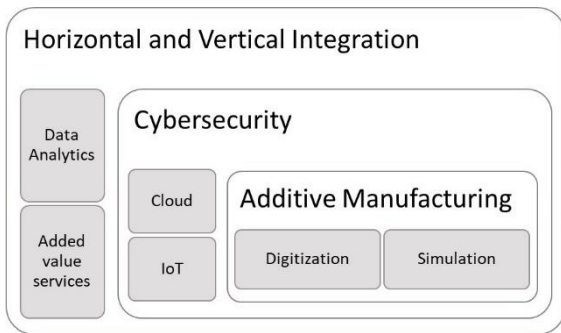 Horizontal and Vertical Integration
Data
Analytics
Added
value
services
Cybersecurity
Cloud
IoT
Additive Manufacturing
Digitization
Simulation